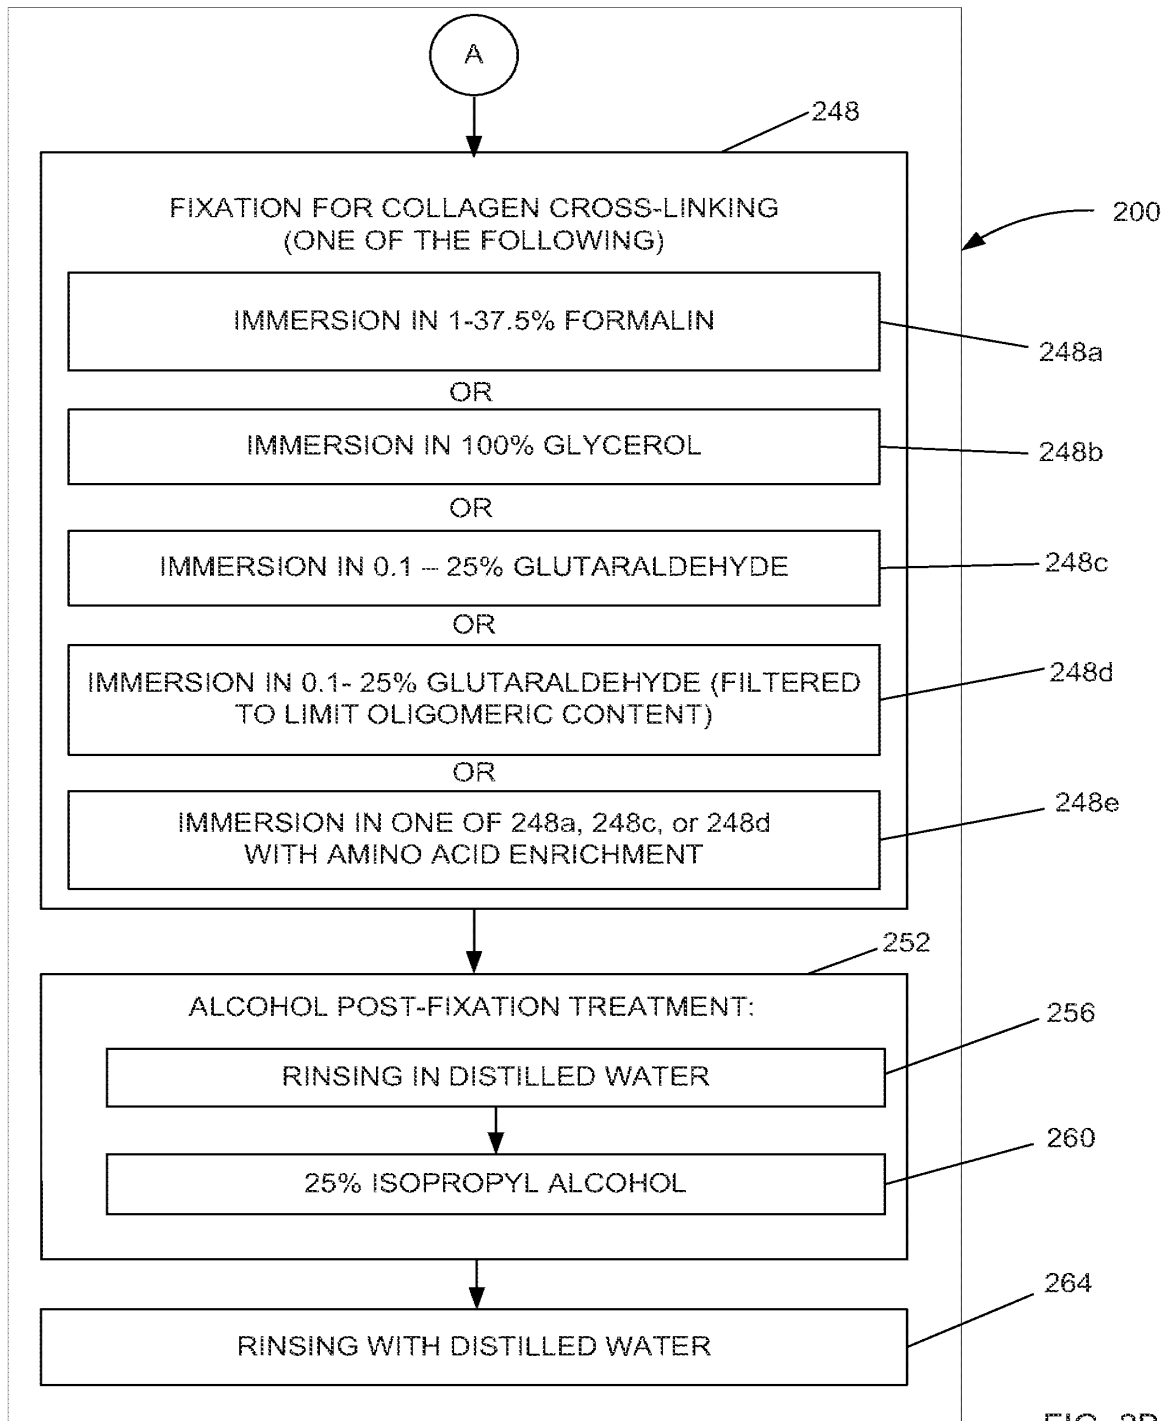 A
248
FIXATION FOR COLLAGEN CROSS-LINKING
(ONE OF THE FOLLOWING)
200
IMMERSION IN 1-37.5% FORMALIN
248a
OR
IMMERSION IN 100% GLYCEROL
248b
OR
IMMERSION IN 0.1 – 25% GLUTARALDEHYDE
248c
OR
IMMERSION IN 0.1- 25% GLUTARALDEHYDE (FILTERED
TO LIMIT OLIGOMERIC CONTENT)
248d
OR
IMMERSION IN ONE OF 248a, 248c, or 248d
WITH AMINO ACID ENRICHMENT
248e
252
ALCOHOL POST-FIXATION TREATMENT:
256
RINSING IN DISTILLED WATER
260
25% ISOPROPYL ALCOHOL
264
RINSING WITH DISTILLED WATER
FIG.